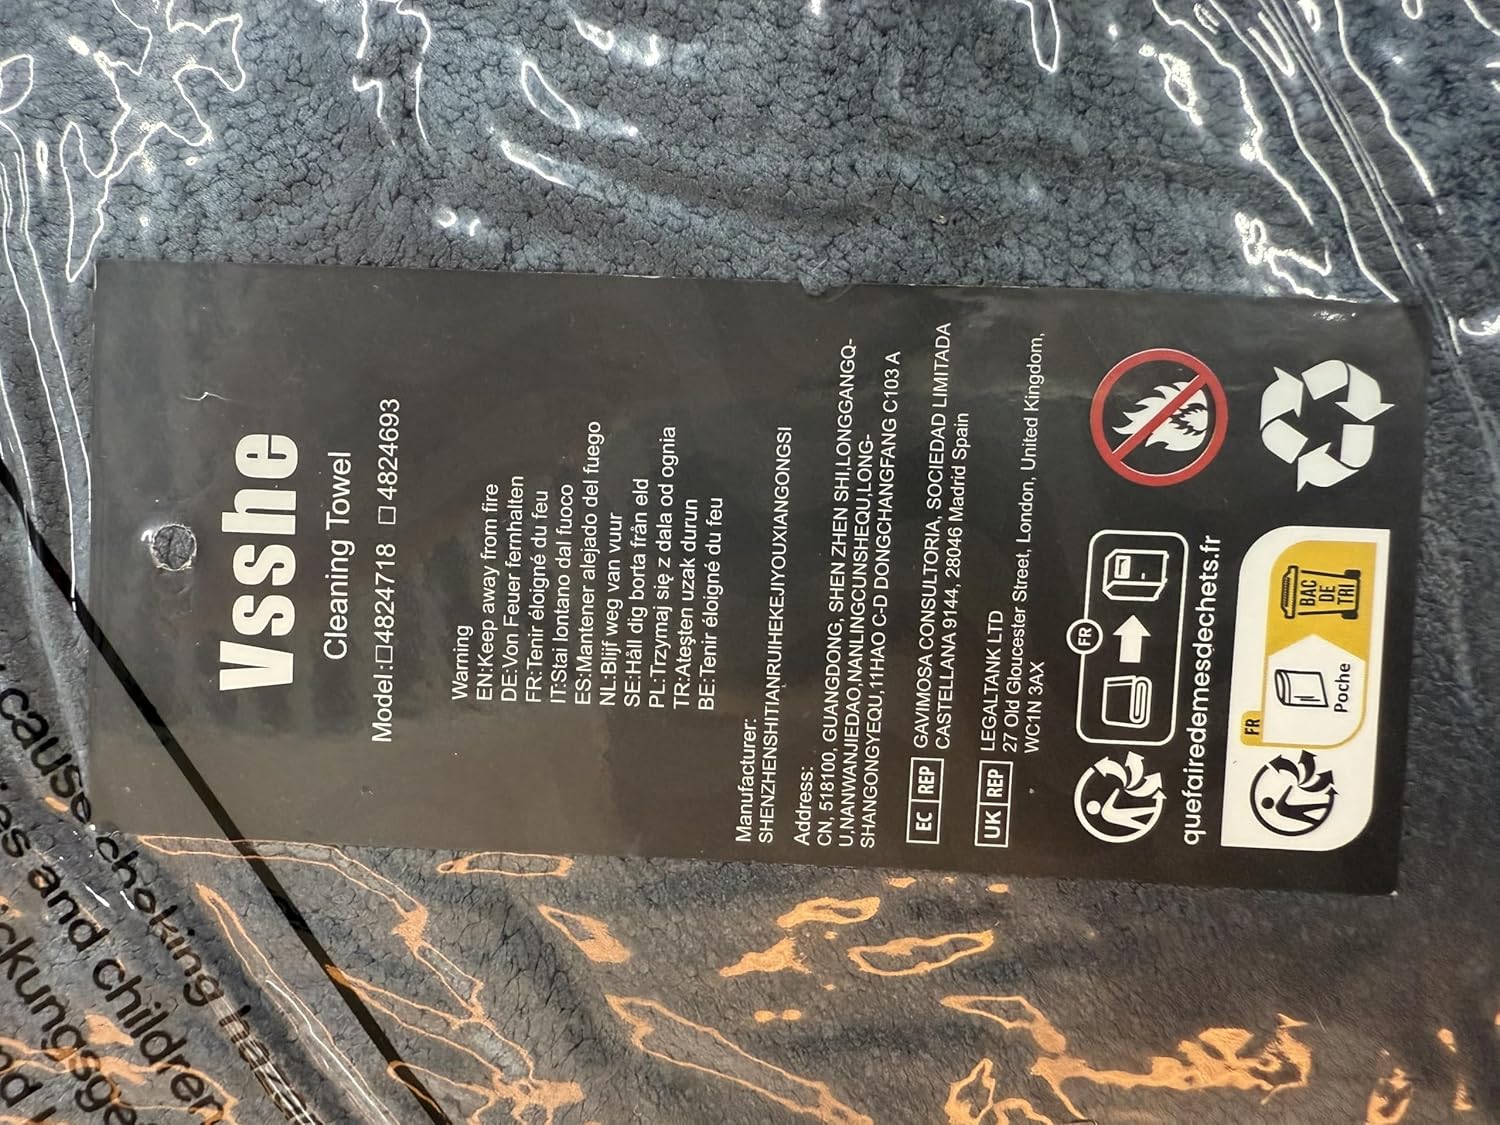 Vsshe
Cleaning Towel
Model:□4824718 □ 4824693
Warning
EN:Keep away from fire
DE:Von Feuer fernhalten
FR:Tenir éloigné du feu
IT:Stai lontano dal fuoco
ES:Mantener alejado del fuego
NL:Blijf weg van vuur
SE:Håll dig borta från eld
PL:Trzymaj się z dala od ognia
TR:Ateşten uzak durun
BE:Tenir éloigné du feu
Manufacturer:
SHENZHENSHITIANRUIHEKEJIYOUXIANGONGSI
Address:
CN, 518100, GUANGDONG, SHEN ZHEN SHI,LONGGANGQ-
U,NANWANJIEDAO,NANLINGCUNSHEQU,LONG-
SHANGONGYEQU,11HAO C-D DONGCHANGFANG C103 A
EC REP GAVIMOSA CONSULTORIA, SOCIEDAD LIMITADA
CASTELLANA 9144, 28046 Madrid Spain
UK REP LEGALTANK LTD
27 Old Gloucester Street, London, United Kingdom,
WC1N 3AX
FR
quefairedemesdechets.fr
FR
Poche
BAC
DE
TRI
cause choking haza
es and children
ckungsge
nd